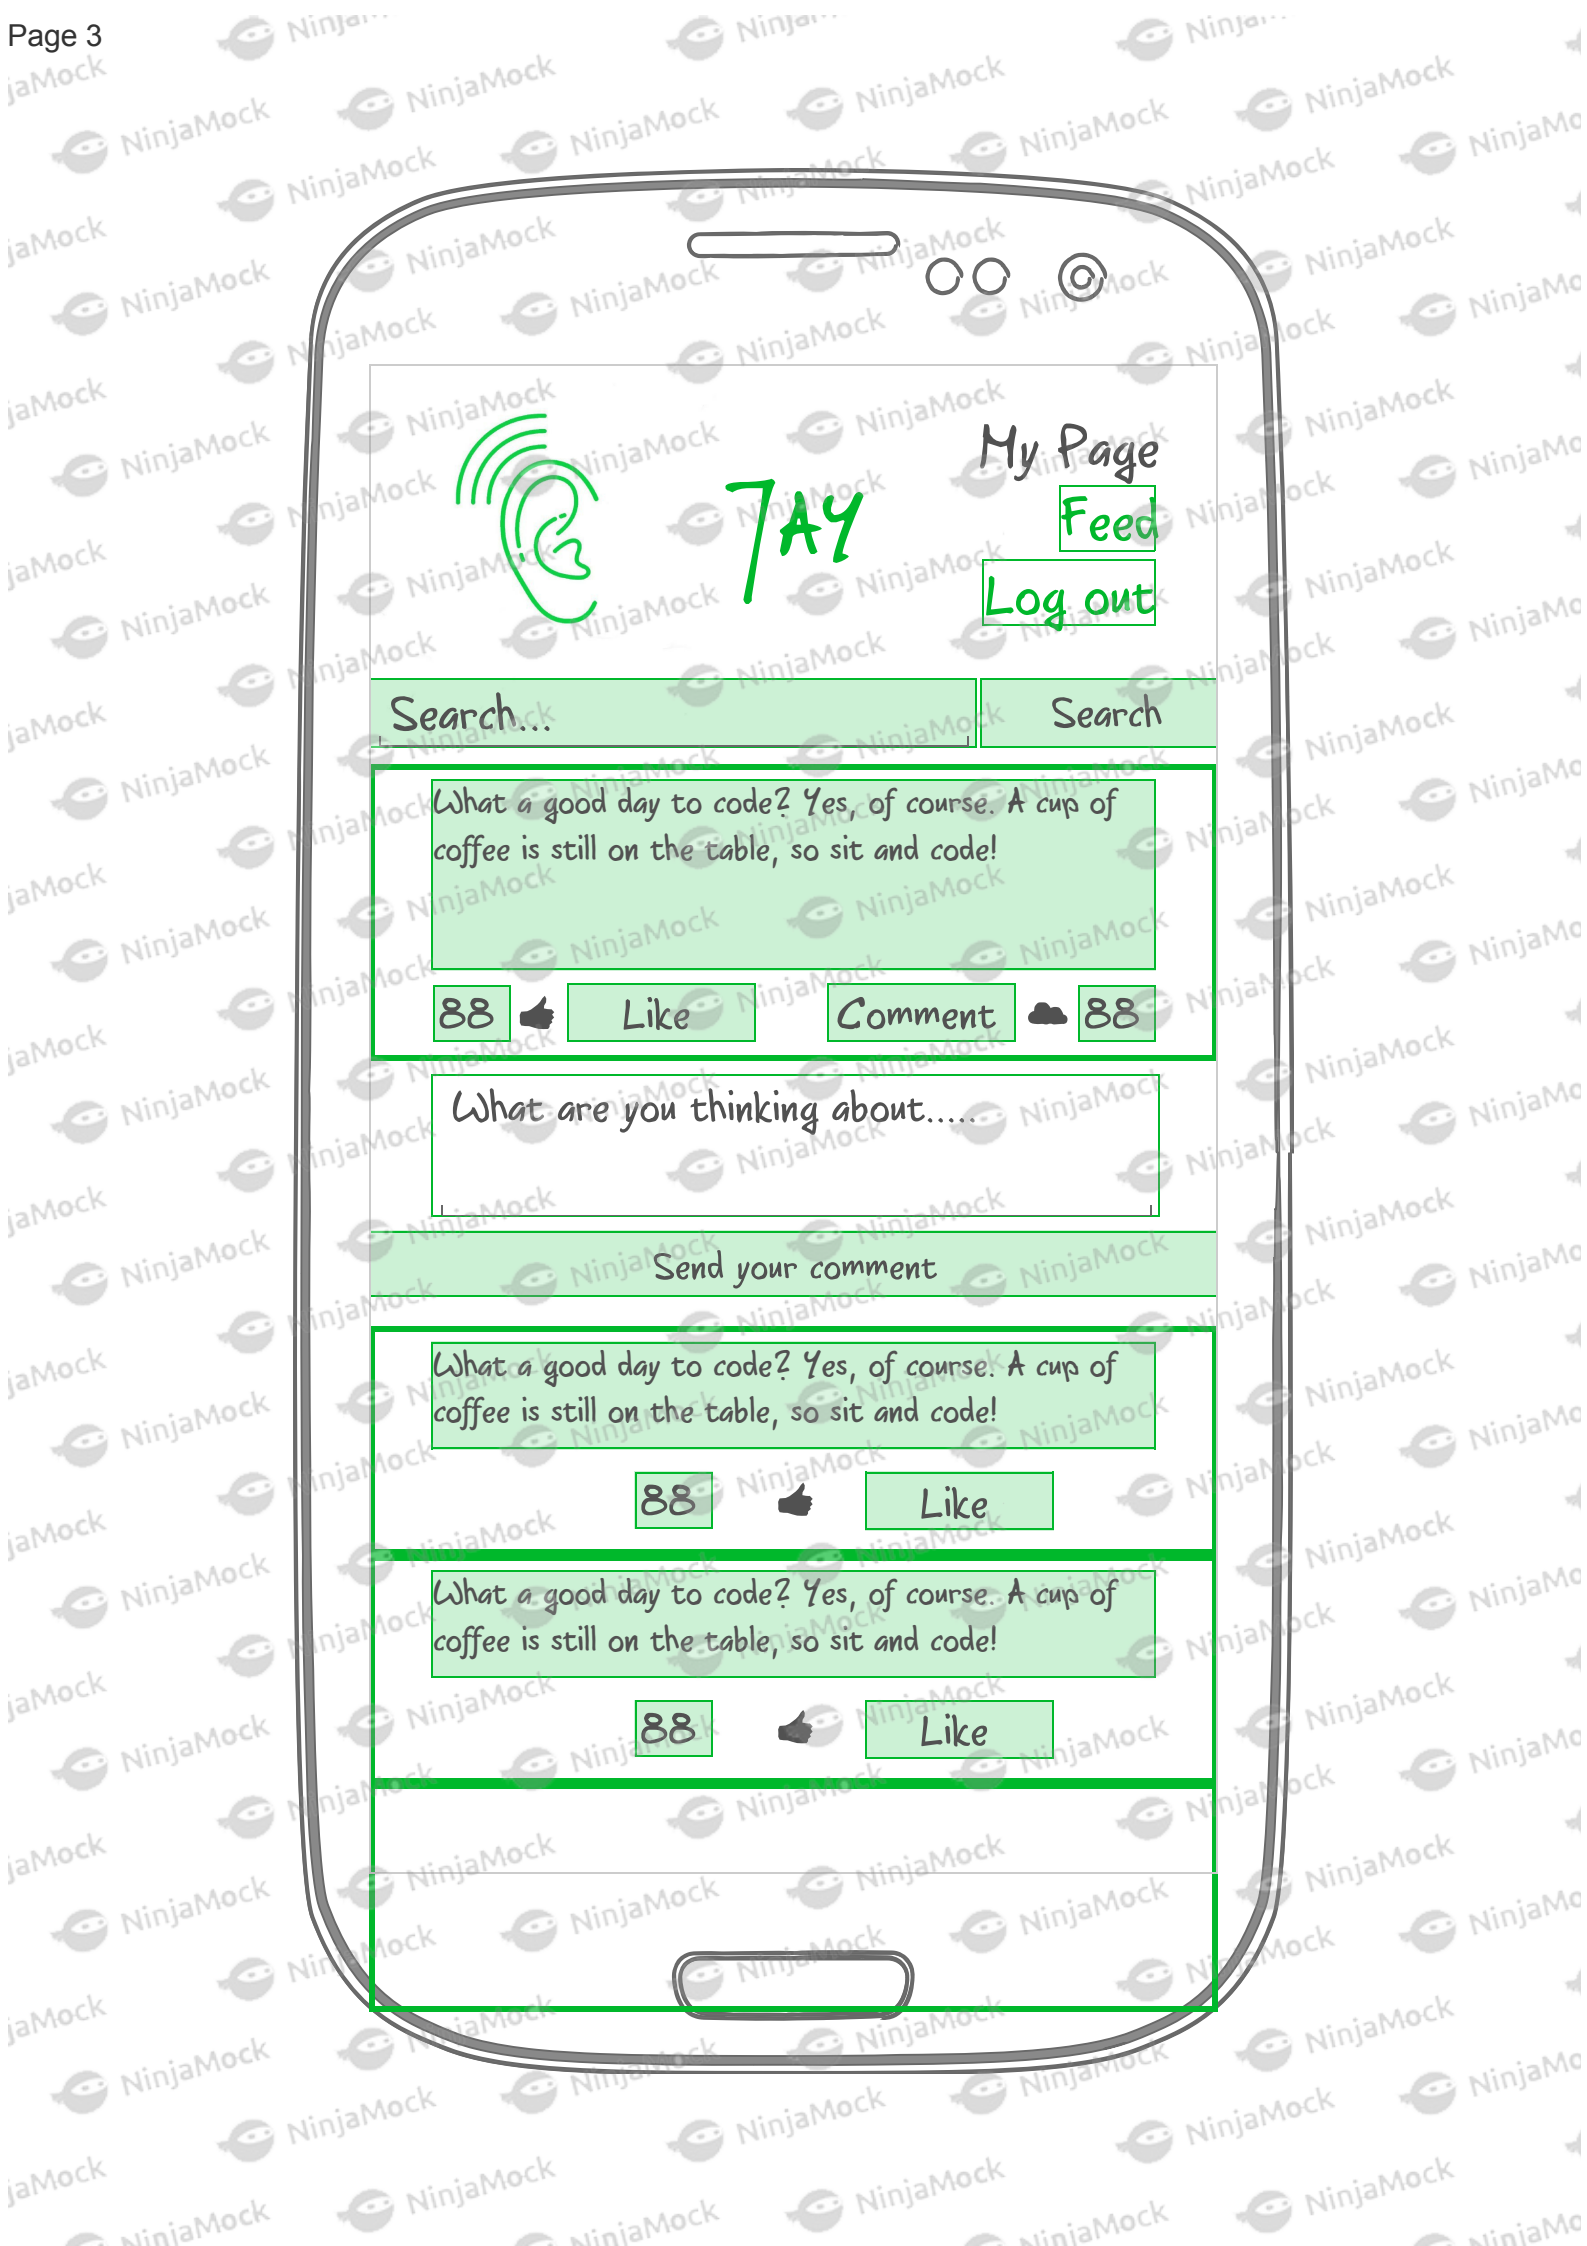 Page 3
My Page
7AY
Feed
Log out
Search...
Search
What a good day to code? Yes, of course. A cup of
coffee is still on the table, so sit and code!
88
Like
Comment
88
What are you thinking about.....
Send your comment
What a good day to code? Yes, of course. A cup of
coffee is still on the table, so sit and code!
88
Like
What a good day to code? Yes, of course. A cup of
coffee is still on the table, so sit and code!
88
Like
NinjaMock